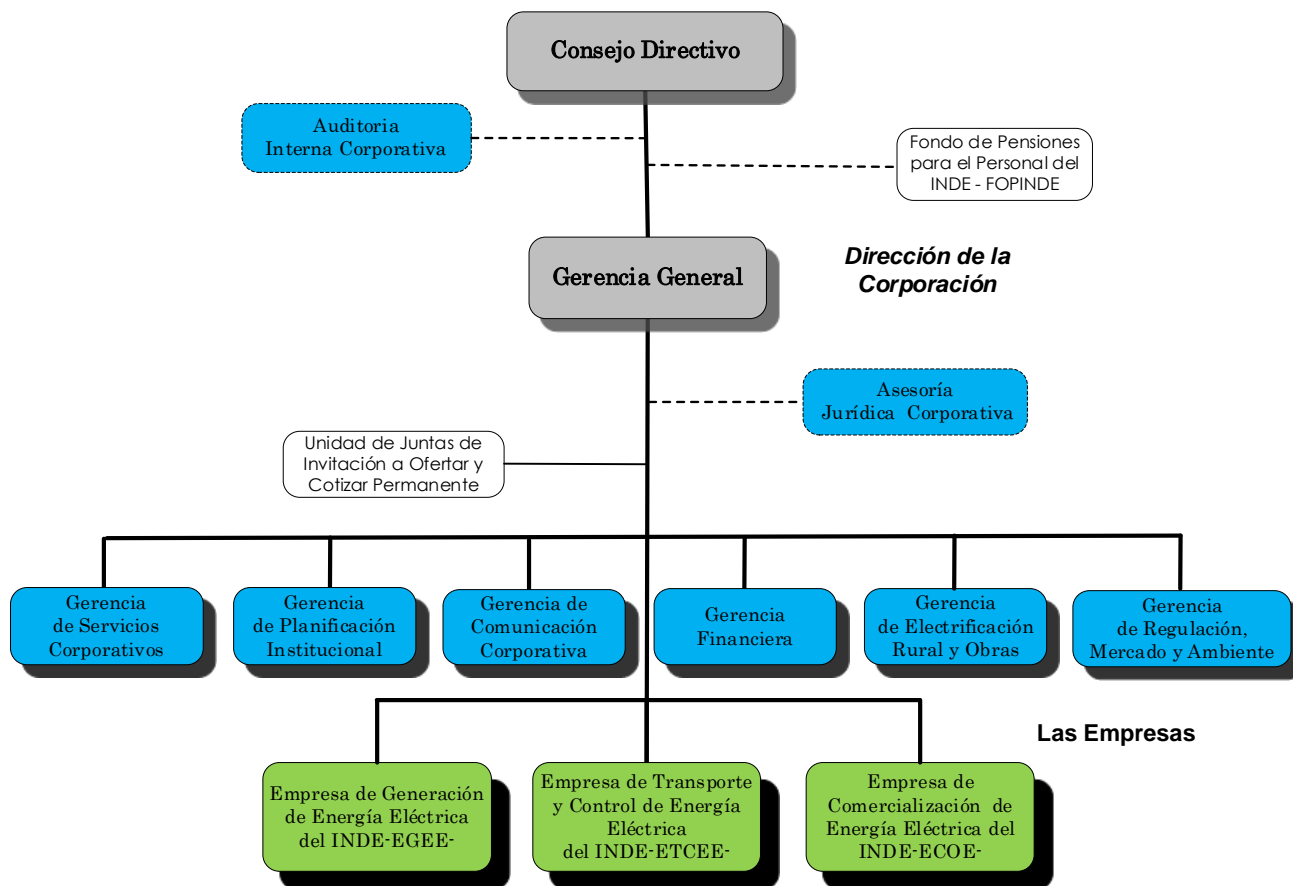 Consejo Directivo
Auditoria
Interna Corporativa
Fondo de Pensiones
para el Personal del
INDE - FOPINDE
Dirección de la
Corporación
Gerencia General
Asesoría
Jurídica Corporativa
Unidad de Juntas de
Invitación a Ofertar y
Cotizar Permanente
Gerencia
de Servicios
Corporativos
Gerencia
de Planificación
Institucional
Gerencia de
Comunicación
Corporativa
Gerencia
Financiera
Gerencia
de Electrificación
Rural y Obras
Gerencia
de Regulación,
Mercado y Ambiente
Las Empresas
Empresa de Generación
de Energía Eléctrica
del INDE-EGEE-
Empresa de Transporte
y Control de Energía
Eléctrica
del INDE-ETCEE-
Empresa de
Comercialización de
Energía Eléctrica del
INDE-ECOE-